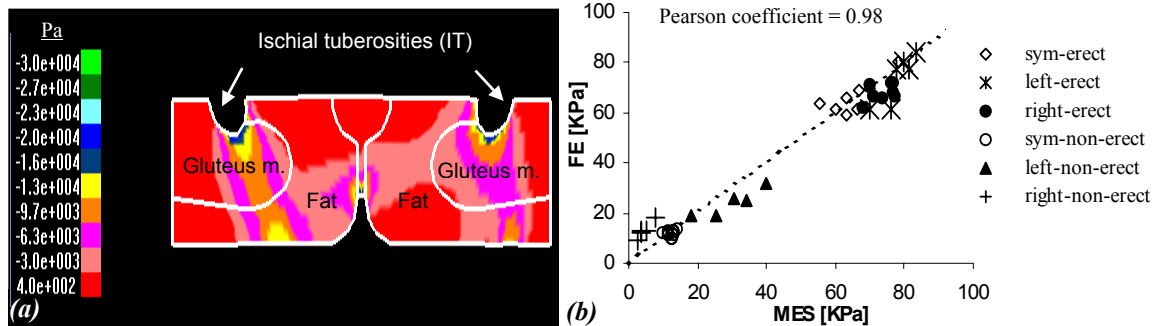 Pa
-3.0e+004
-2.7e+004
-2.3e+004
-2.0e+004
-1.6e+004
-1.3e+004
-9.7e+003
-6.3e+003
-3.0e+003
4.0e+002
Ischial tuberosities (IT)
Gluteus m.
Gluteus m.
Fat
Fat
(a)
Pearson coefficient = 0.98
FE [KPa]
100
80
60
40
20
0
0 20 40 60 80 100
MES [KPa]
sym-erect
left-erect
right-erect
sym-non-erect
left-non-erect
right-non-erect
(b)